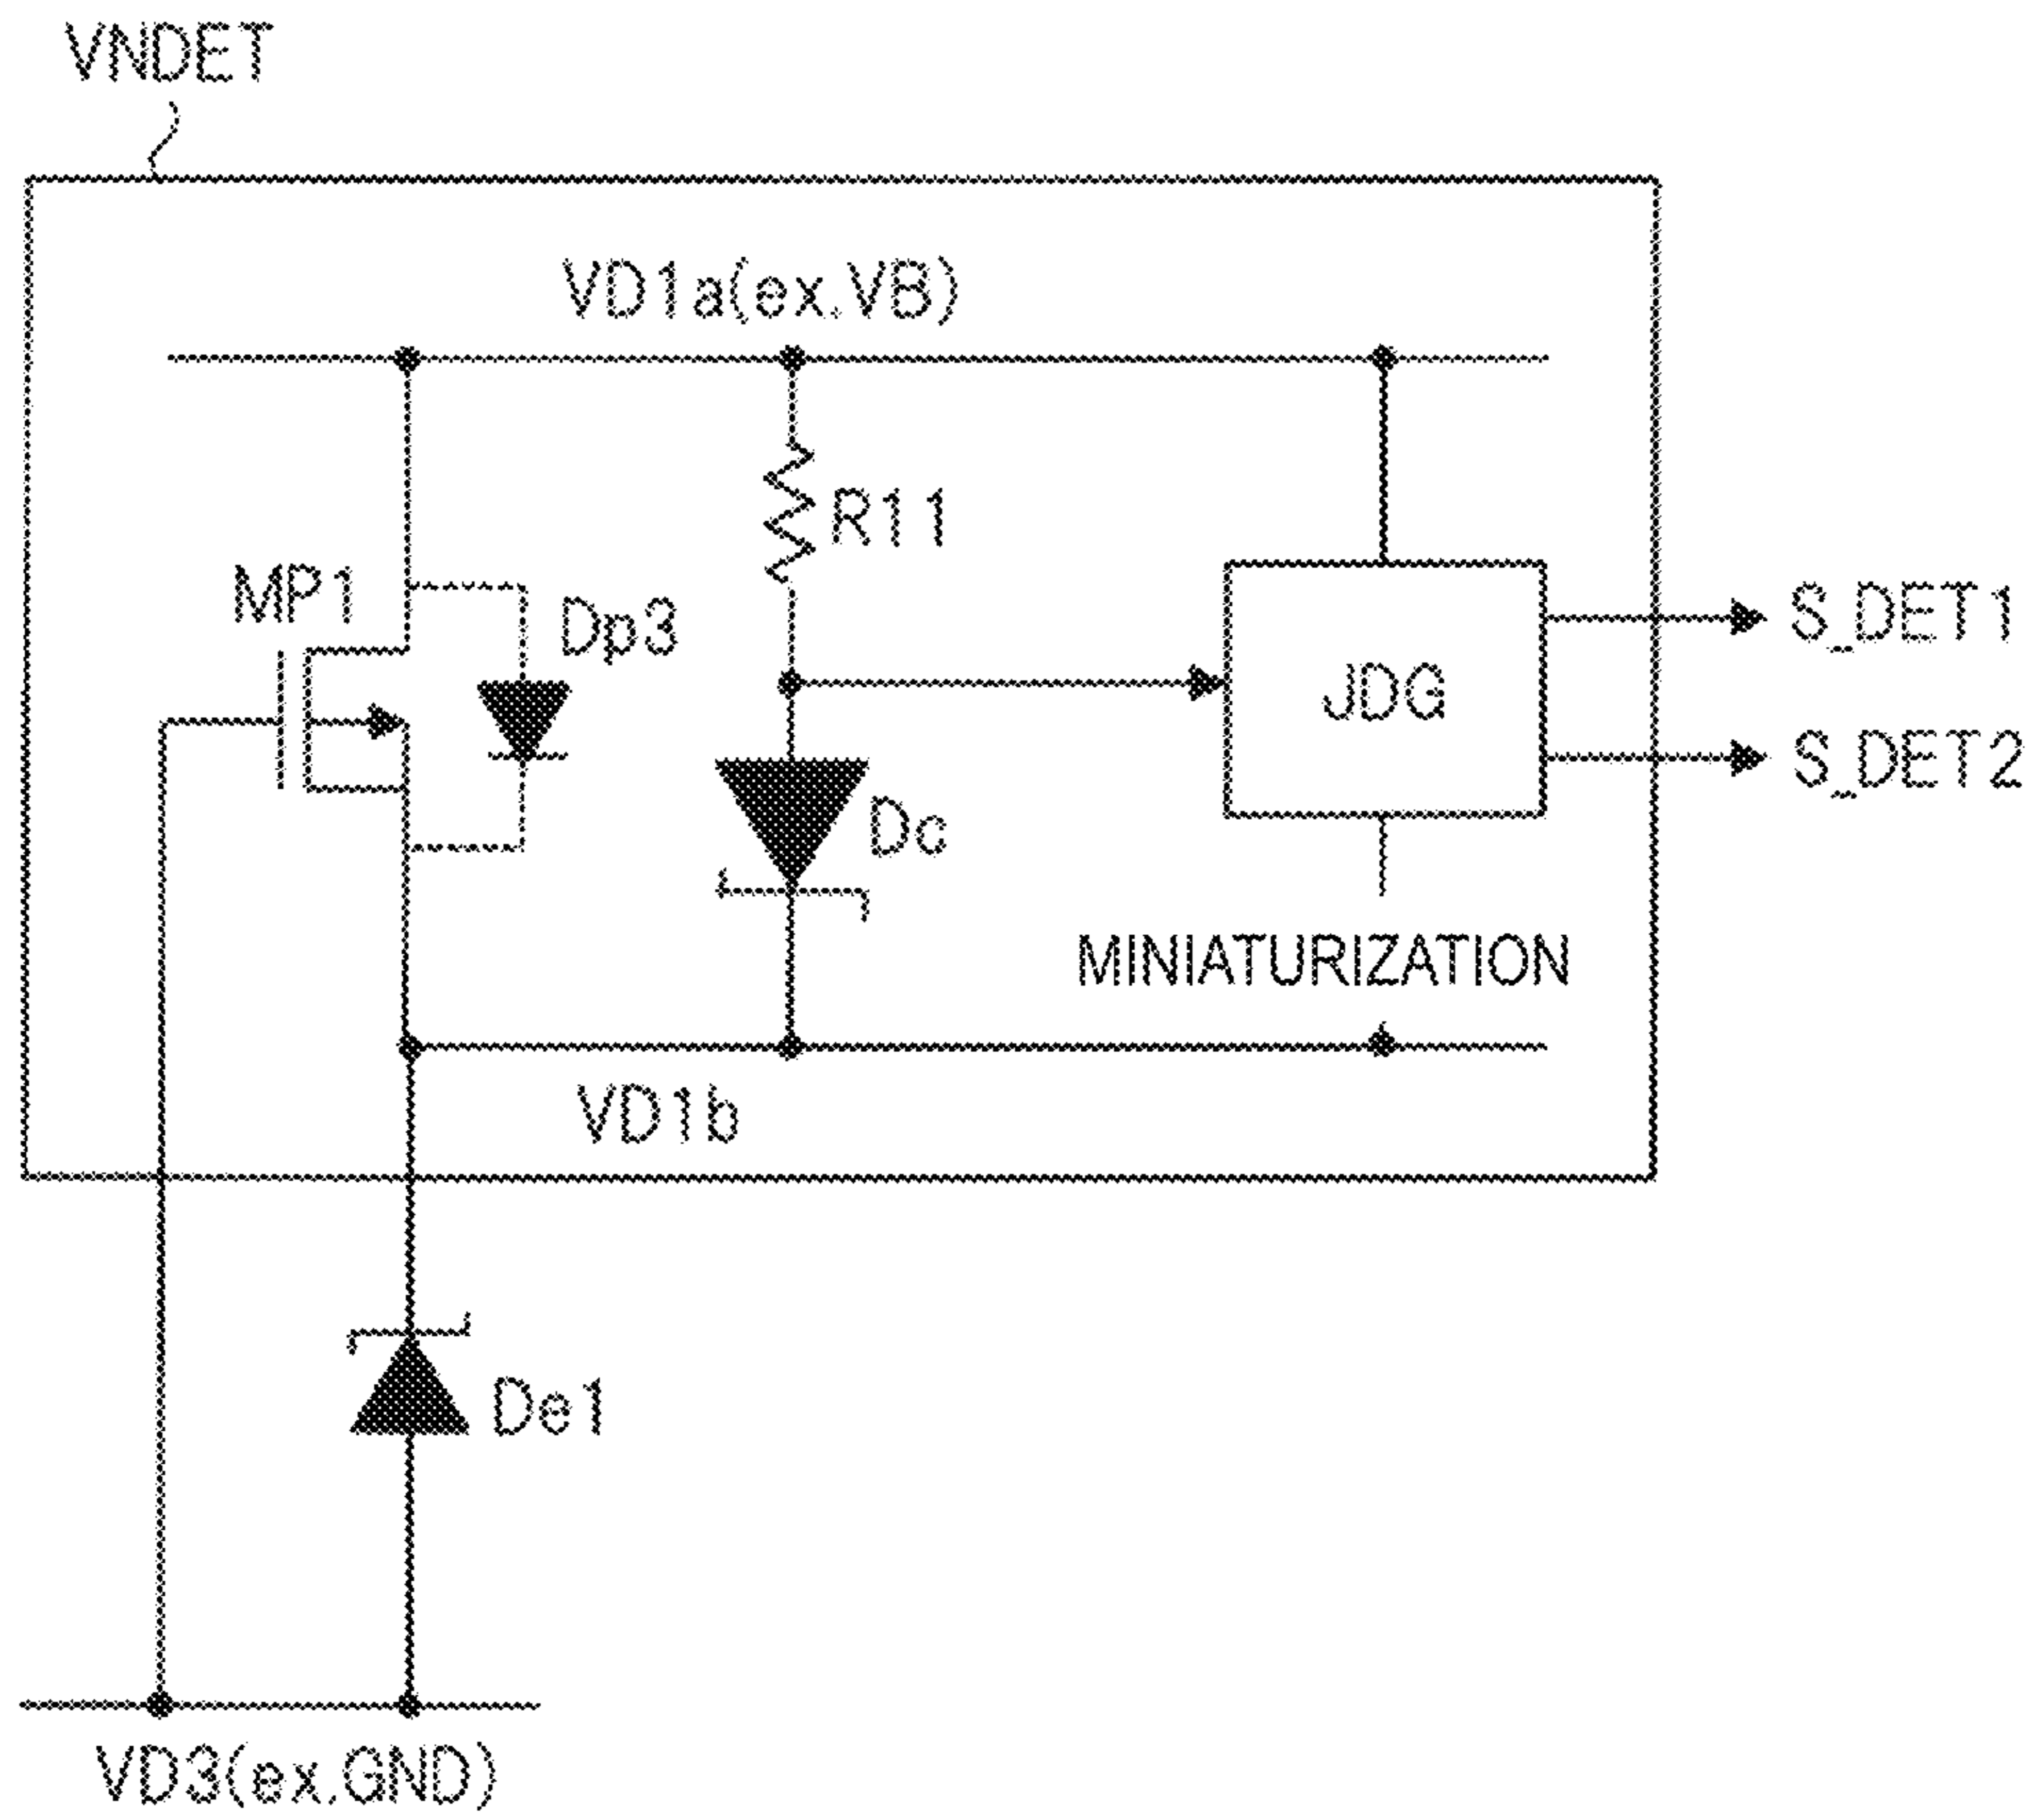 VNDET
VD1a(ex.VB)
R11
MP1
Dp3
JDG
S_DET1
S_DET2
Dc
MINIATURIZATION
VD1b
De1
VD3(ex.GND)